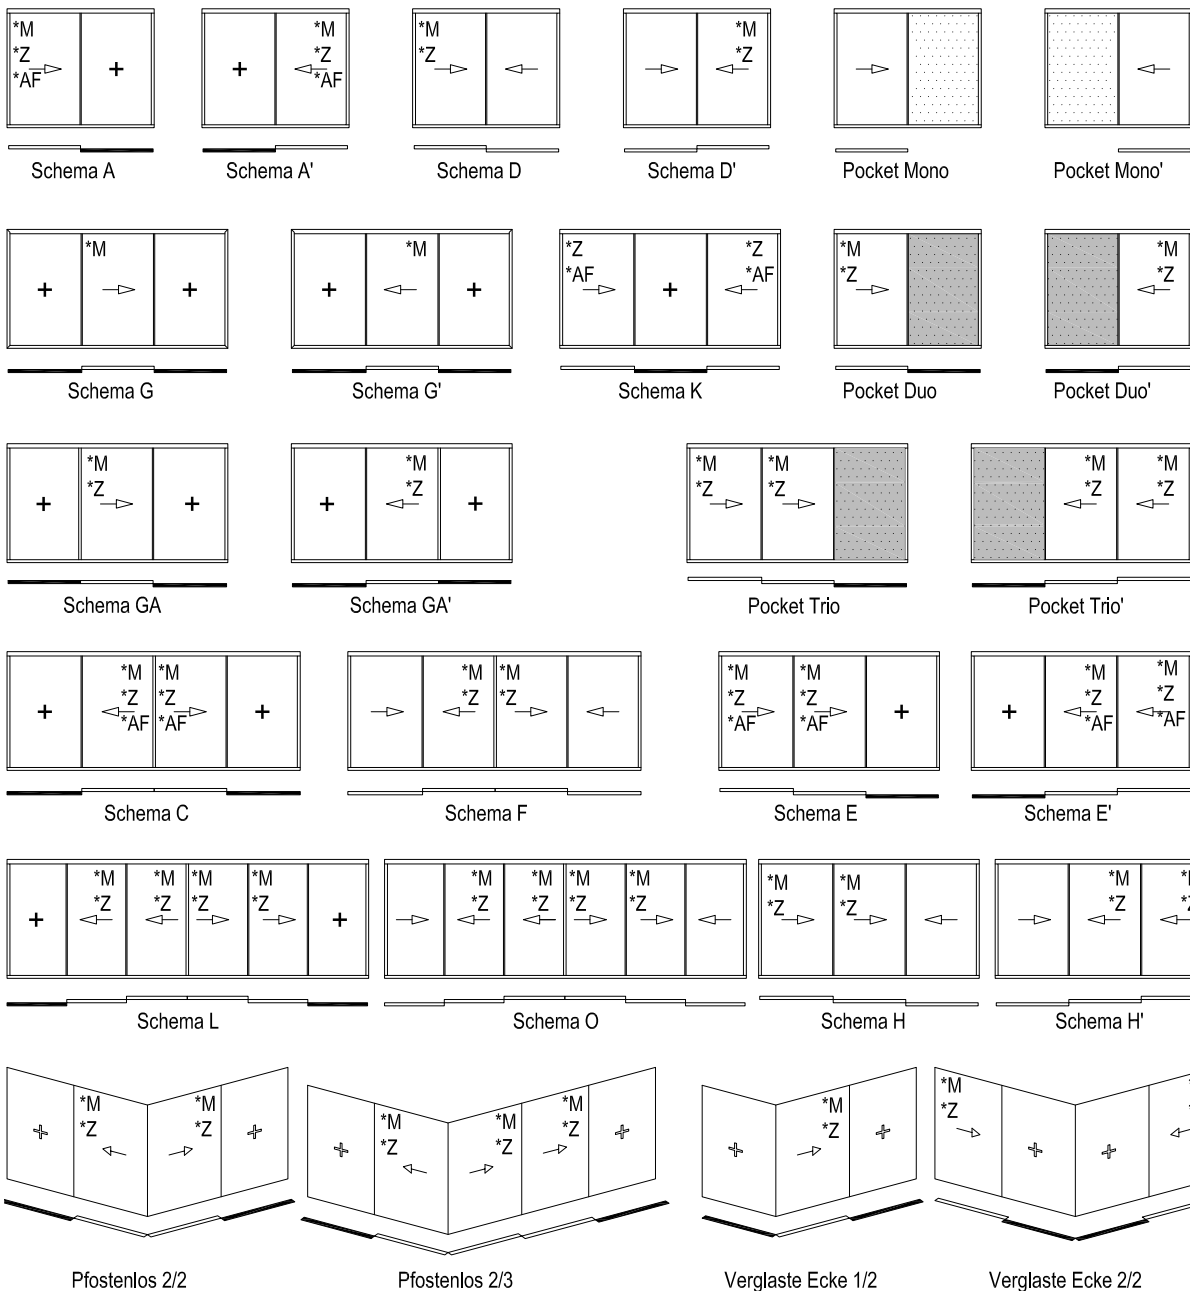 *M *M *M *M
*Z *Z *Z *Z
*AF *AF
Schema A Schema A' Schema D Schema D' Pocket Mono Pocket Mono'
*M *M *Z *Z *M *M
*AF *AF *Z *Z
Schema G Schema G' Schema K Pocket Duo Pocket Duo'
*M *M *M *M *M *M
*Z *Z *Z *Z *Z *Z
Schema GA Schema GA' Pocket Trio Pocket Trio'
*M *M *M *M *M *M *M *M
*Z *Z *Z *Z *Z *Z *Z *Z
*AF *AF *AF *AF *AF *AF
Schema C Schema F Schema E Schema E'
*M *M *M *M *M *M *M *M *M *M *M
*Z *Z *Z *Z *Z *Z *Z *Z *Z *Z *Z
Schema L Schema O Schema H Schema H'
*M *M *M *M *M *M *M
*Z *Z *Z *Z *Z *Z *Z
Pfostenlos 2/2 Pfostenlos 2/3 Verglaste Ecke 1/2 Verglaste Ecke 2/2